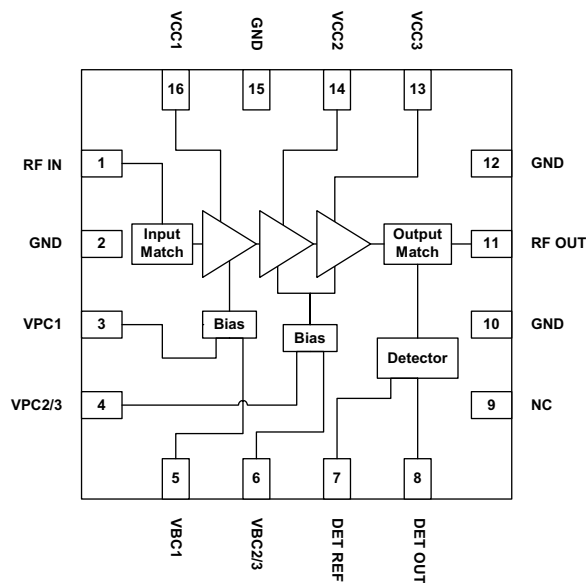 VCC1
GND
VCC2
VCC3
16
15
14
13
RF IN
1
12
GND
GND
2
Input
Match
Output
Match
11
RF OUT
VPC1
3
Bias
Bias
10
GND
Detector
VPC2/3
4
9
NC
5
6
7
8
VBC1
VBC2/3
DET REF
DET OUT